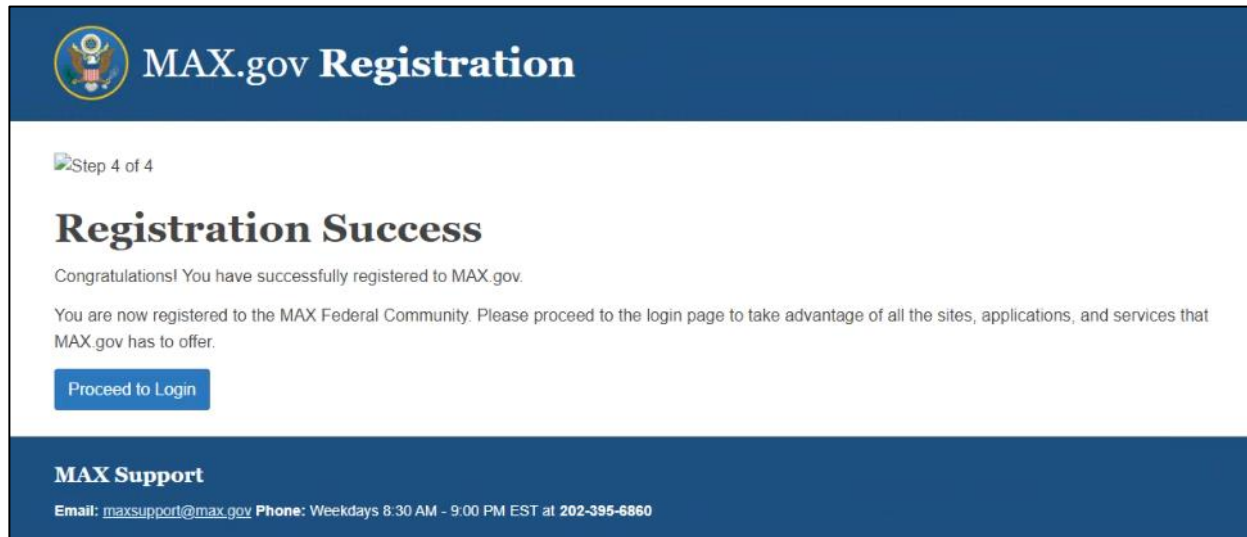 MAX.gov Registration
Step 4 of 4
Registration Success
Congratulations! You have successfully registered to MAX.gov.
You are now registered to the MAX Federal Community. Please proceed to the login page to take advantage of all the sites, applications, and services that
MAX.gov has to offer.
Proceed to Login
MAX Support
Email: maxsupport@max.gov Phone: Weekdays 8:30 AM - 9:00 PM EST at 202-395-6860